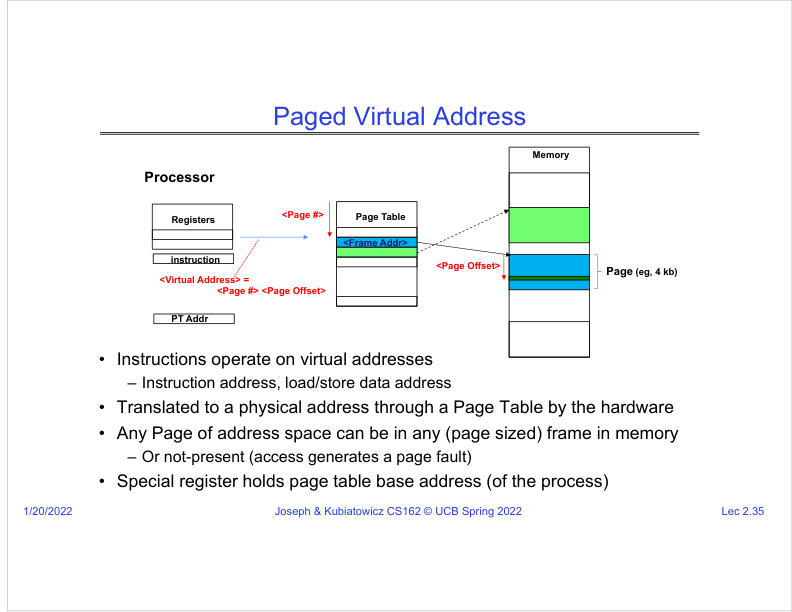 Paged Virtual Address
Memory
Processor
Registers
<Page #>
Page Table
<Frame Addr>
instruction
<Page Offset>
Page (eg, 4 kb)
<Virtual Address> =
<Page #> <Page Offset>
PT Addr
• Instructions operate on virtual addresses
– Instruction address, load/store data address
• Translated to a physical address through a Page Table by the hardware
• Any Page of address space can be in any (page sized) frame in memory
– Or not-present (access generates a page fault)
• Special register holds page table base address (of the process)
1/20/2022
Joseph & Kubiatowicz CS162 © UCB Spring 2022
Lec 2.35